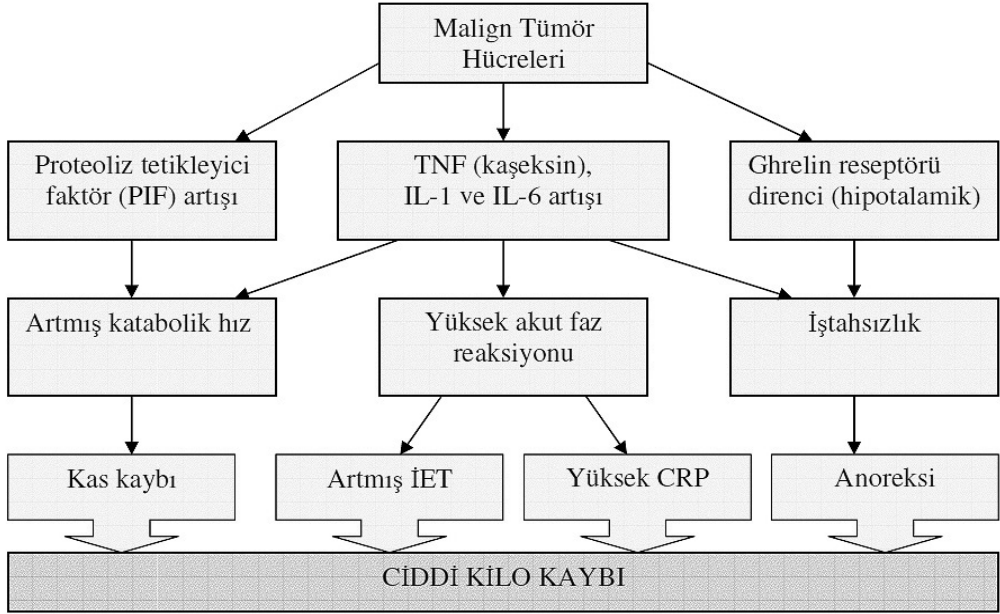 Malign Tümör
Hücreleri
Proteoliz tetikleyici
faktör (PIF) artışı
TNF (kaşeksin),
IL-1 ve IL-6 artışı
Ghrelin reseptörü
direnci (hipotalamik)
Artmış katabolik hız
Yüksek akut faz
reaksiyonu
İştahsızlık
Kas kaybı
Artmış İET
Yüksek CRP
Anoreksi
CİDDİ KİLO KAYBI